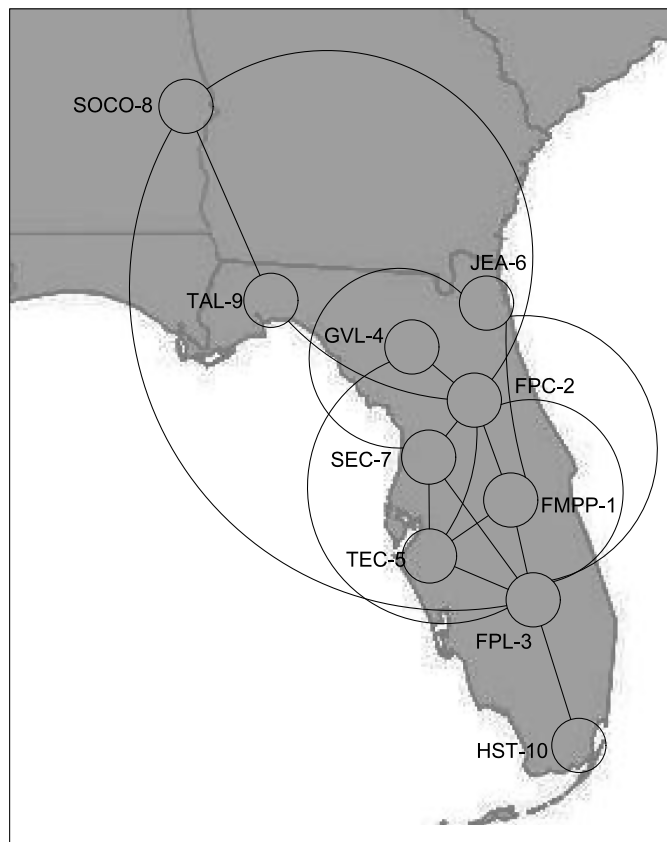 SOCO-8
JEA-6
TAL-9
GVL-4
FPC-2
SEC-7
FMPP-1
TEC-5
FPL-3
HST-10